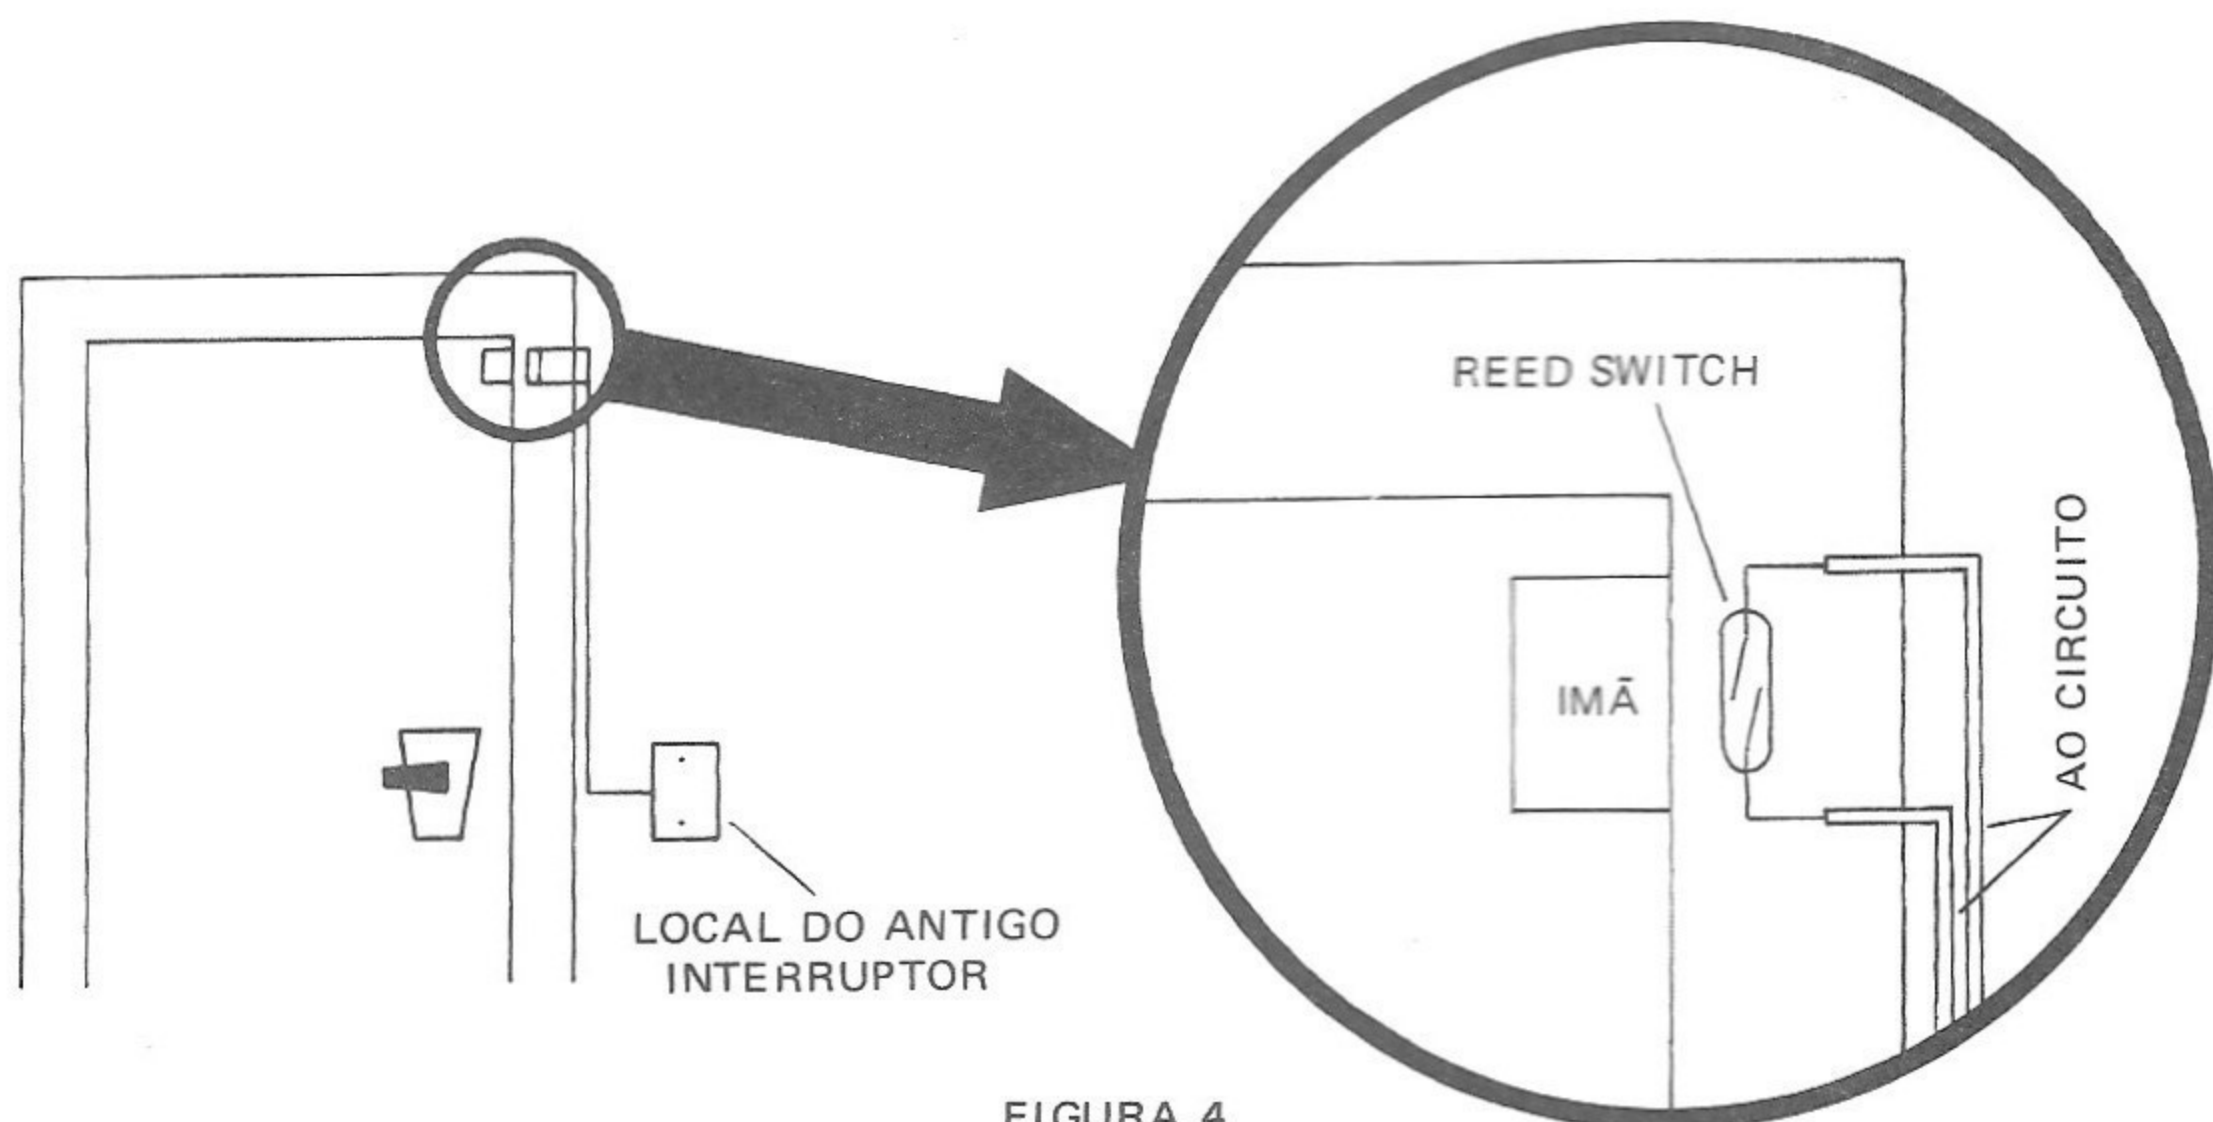 REED SWITCH
IMÃ
AO CIRCUITO
LOCAL DO ANTIGO
INTERRUPTOR
FIGURA 4